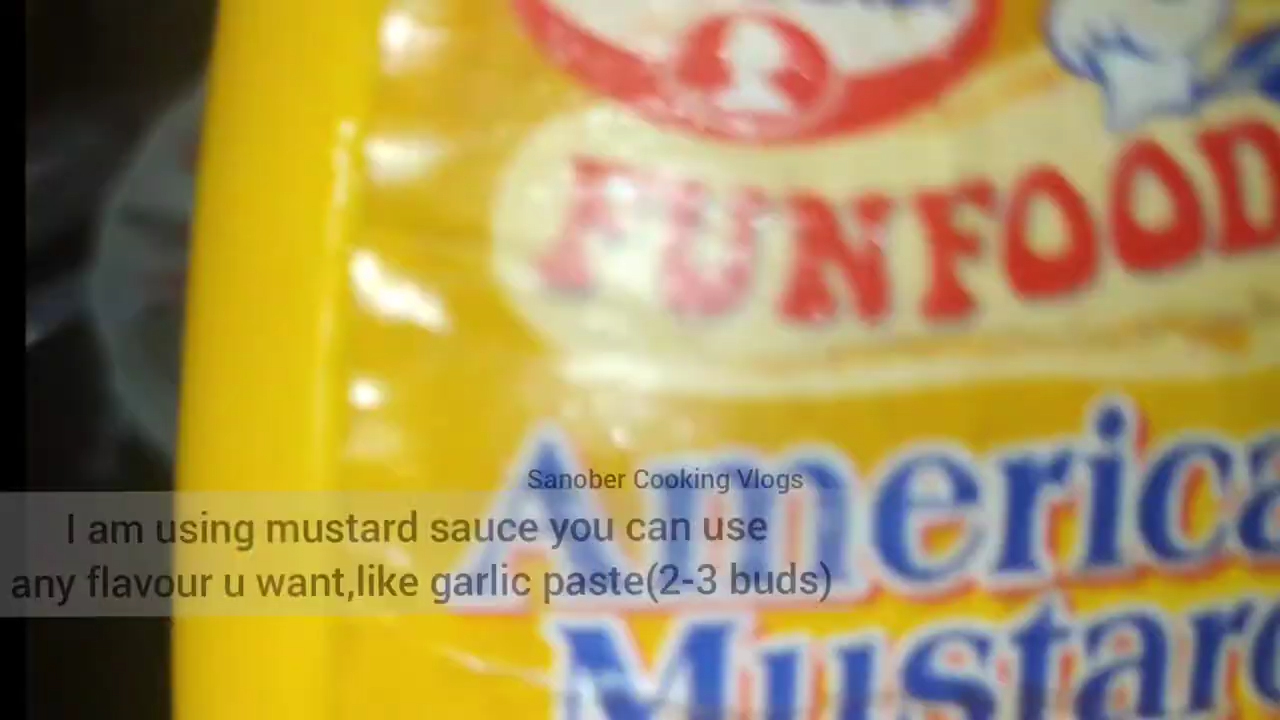 FUNFOOD
America
Sanober Cooking Vlogs
I am using mustard sauce you can use
any flavour u want,like garlic paste(2-3 buds)
Mustard